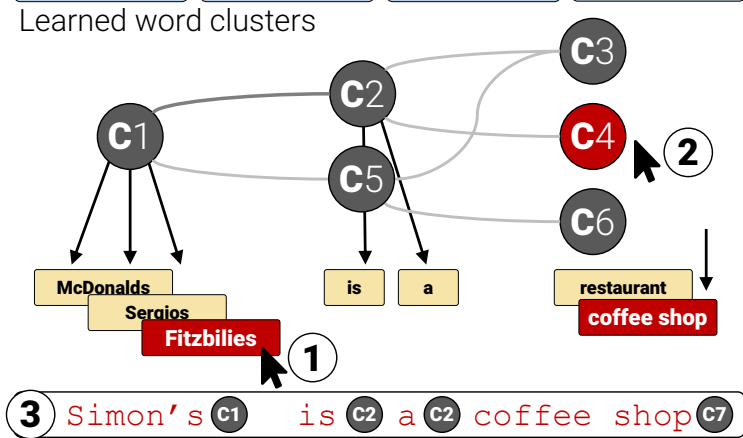 Learned word clusters
C3
C2
C1
C4
2
C5
C6
McDonalds
is
a
restaurant
Sergios
coffee shop
Fitzbilies
1
3 Simon's C1 is C2 a C2 coffee shop C7